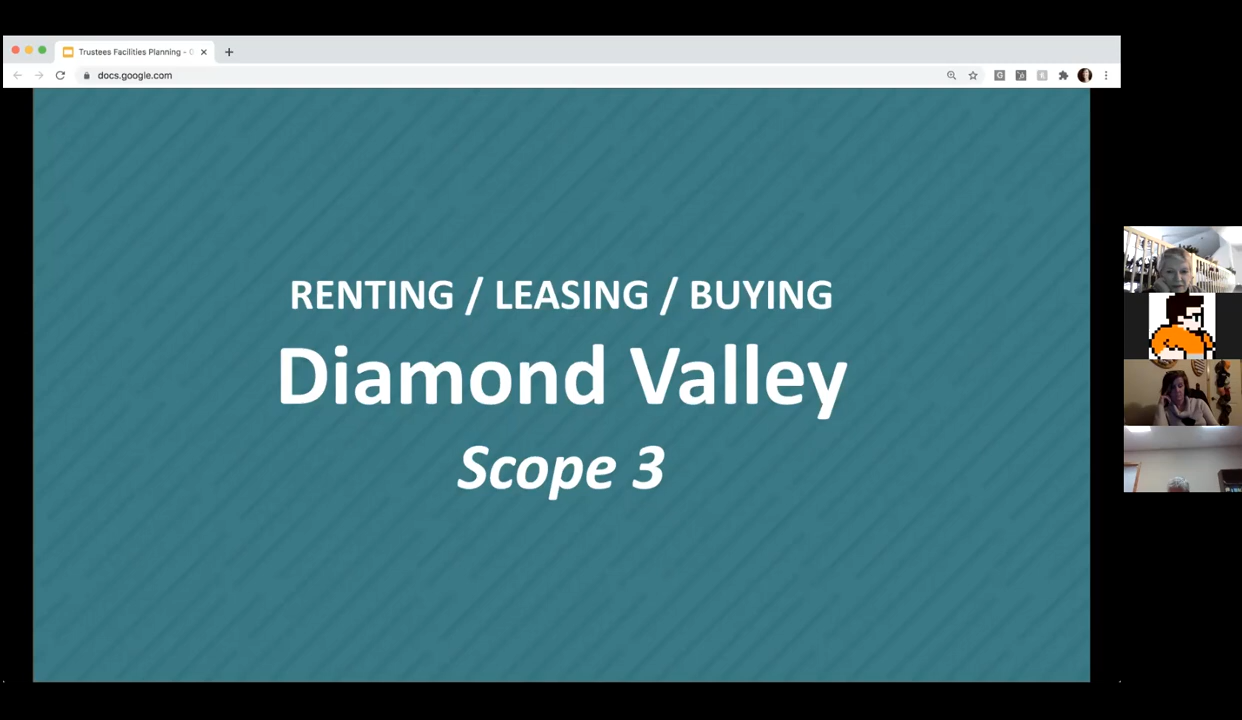 Trustees Facilities Planning -
docs.google.com
RENTING / LEASING / BUYING
Diamond Valley
Scope 3